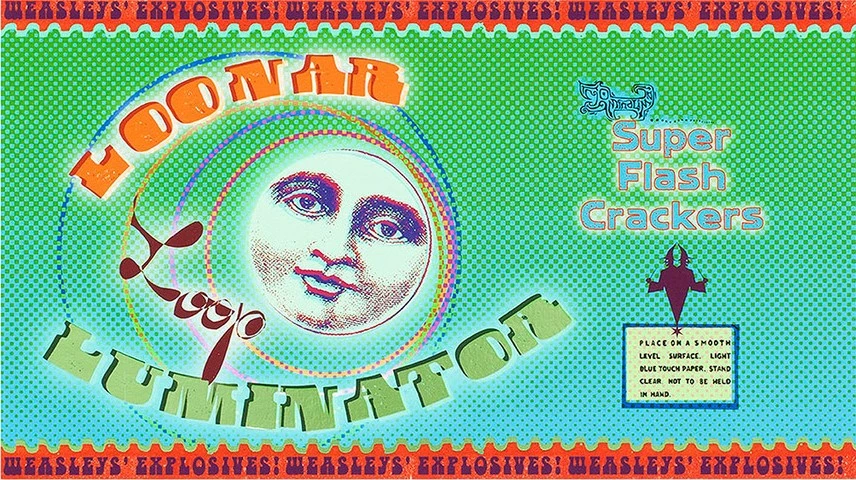 WEASLEYS' EXPLOSIVES! WEASLEYS' EXPLOSIVES! WEASLEYS' EXPLOSIVES!
LOONAR
Loop
LUMINATOR
Super
Flash
Crackers
PLACE ON A SMOOTH
LEVEL SURFACE. LIGHT
BLUE TOUCH PAPER. STAND
CLEAR NOT TO BE HELD
IN HAND.
WEASLEYS' EXPLOSIVES! WEASLEYS' EXPLOSIVES! WEASLEYS' EXPLOSIVES!